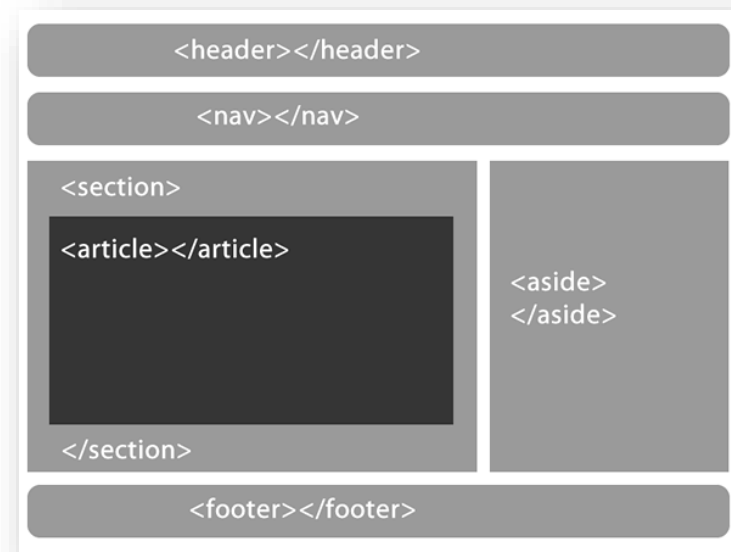 <header></header>
<nav></nav>
<section>
<article></article>
</section>
<aside>
</aside>
<footer></footer>